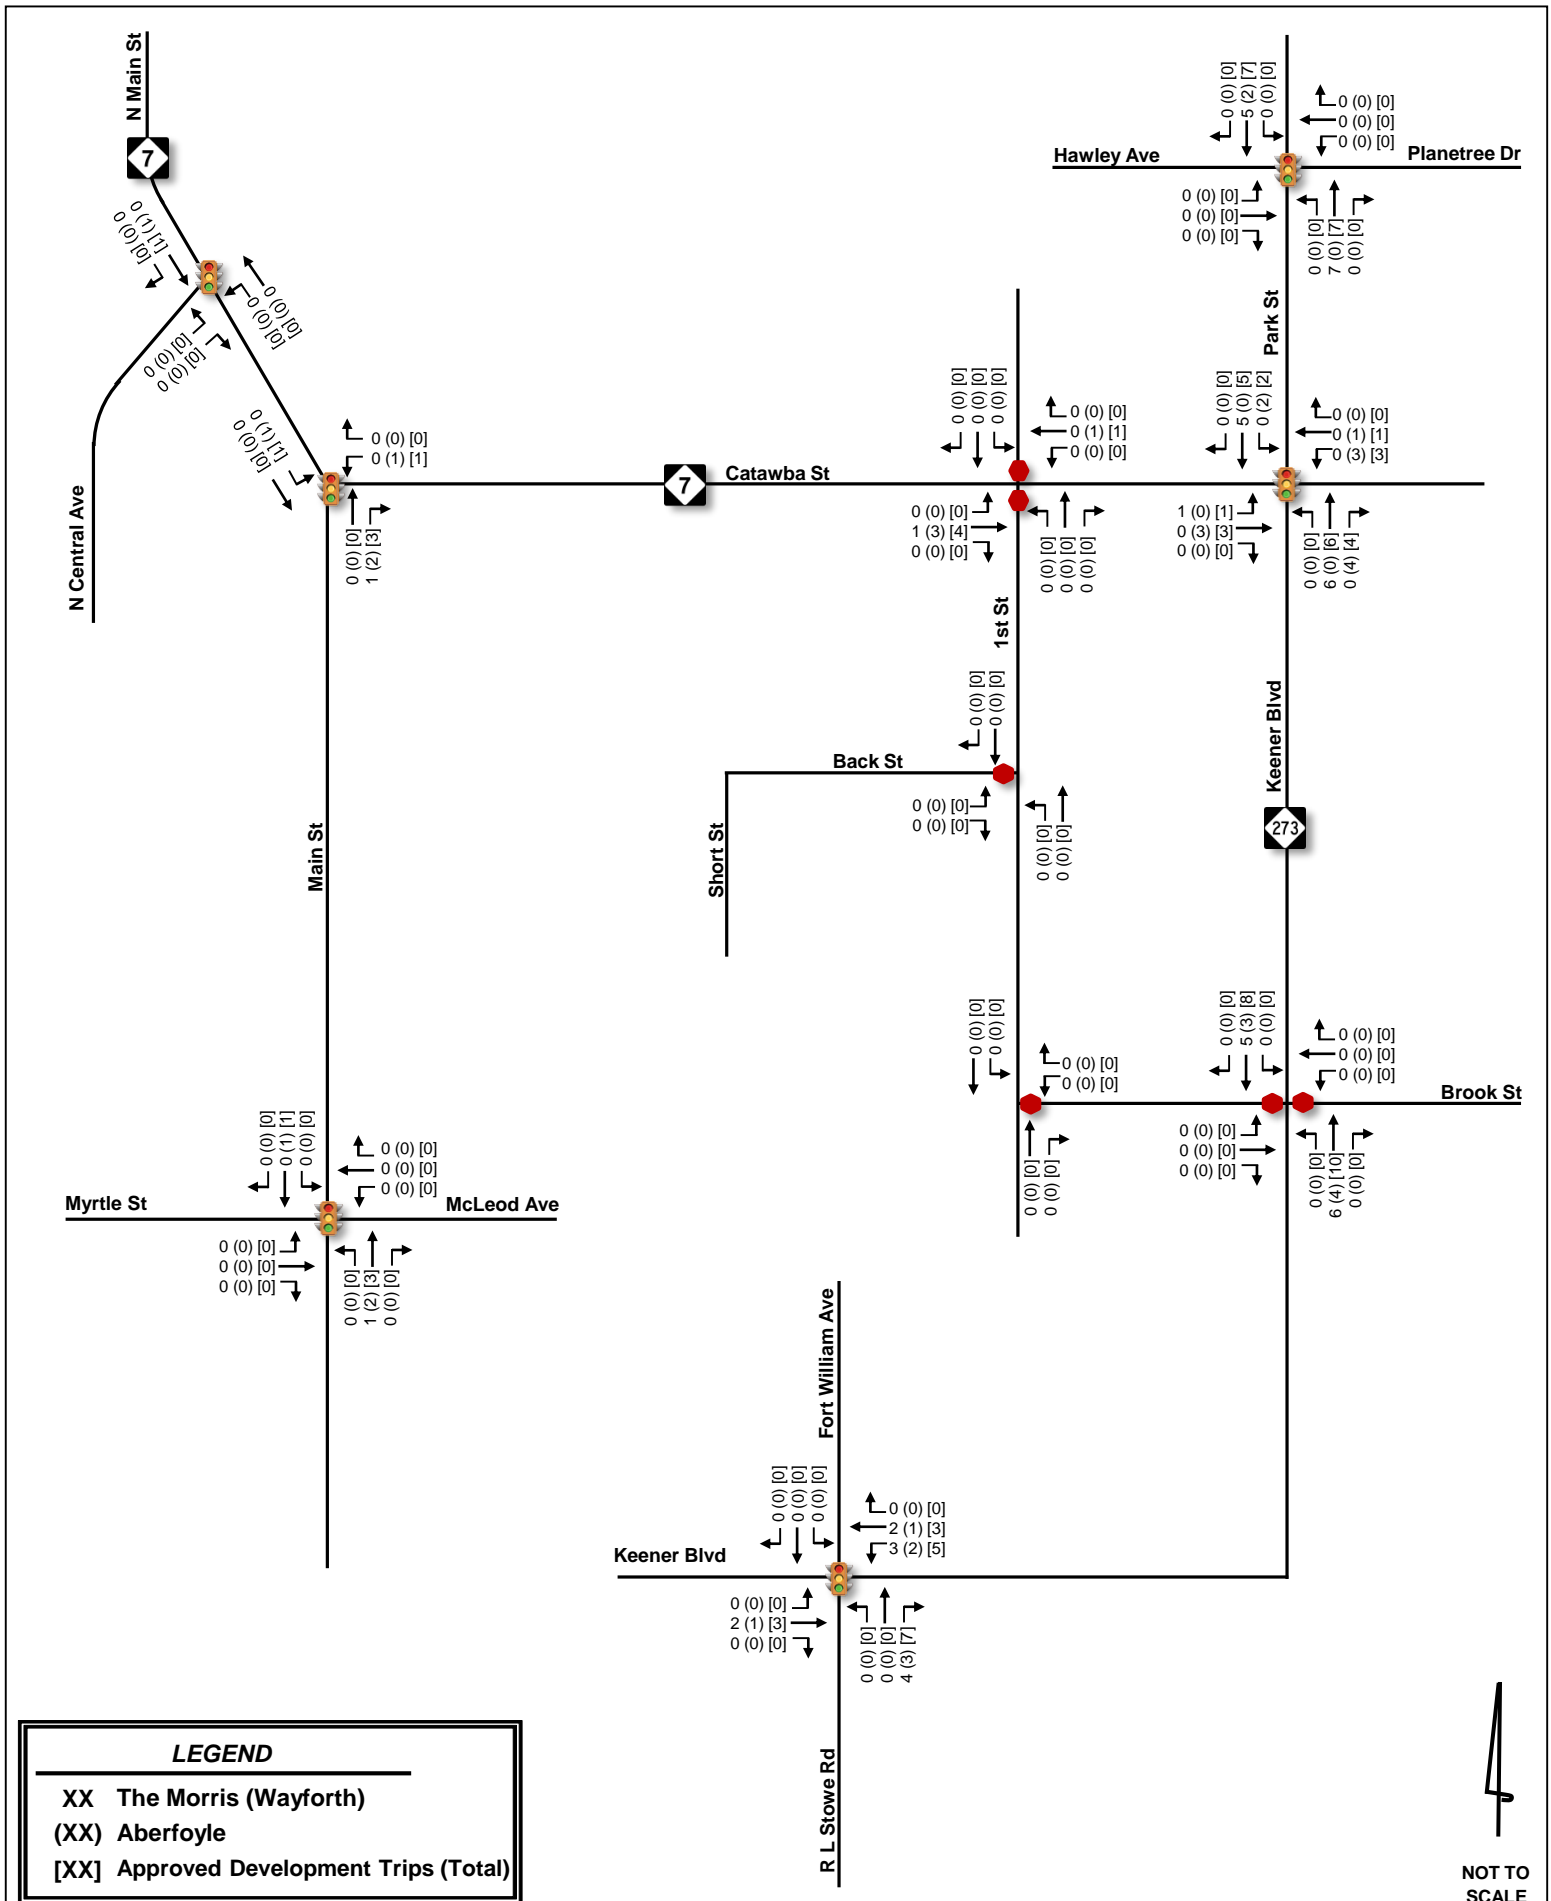 N Main St
7
0 (1) [1]
0 (0) [0]
0 (0) [0]
0 (0) [0]
0 (0) [0]
0 (0) [0]
N Central Ave
0 (0) [0]
5 (2) [7]
0 (0) [0]
0 (0) [0]
0 (0) [0]
0 (0) [0]
Hawley Ave
Planetree Dr
0 (0) [0]
0 (0) [0]
0 (0) [0]
0 (0) [0]
7 (0) [7]
0 (0) [0]
Park St
0 (1) [1]
0 (0) [0]
0 (0) [0]
0 (1) [1]
0 (0) [0]
1 (2) [3]
7
Catawba St
0 (0) [0]
0 (0) [0]
0 (0) [0]
0 (0) [0]
0 (1) [1]
0 (0) [0]
0 (0) [0]
1 (3) [4]
0 (0) [0]
0 (0) [0]
0 (0) [0]
0 (0) [0]
0 (0) [0]
5 (0) [5]
0 (2) [2]
0 (0) [0]
0 (1) [1]
0 (3) [3]
1 (0) [1]
0 (3) [3]
0 (0) [0]
0 (0) [0]
6 (0) [6]
0 (4) [4]
1st St
0 (0) [0]
0 (0) [0]
Back St
0 (0) [0]
0 (0) [0]
0 (0) [0]
0 (0) [0]
Short St
Main St
Keener Blvd
273
0 (0) [0]
0 (0) [0]
0 (0) [0]
0 (0) [0]
0 (0) [0]
0 (0) [0]
0 (0) [0]
5 (3) [8]
0 (0) [0]
0 (0) [0]
0 (0) [0]
0 (0) [0]
Brook St
0 (0) [0]
0 (0) [0]
0 (0) [0]
0 (0) [0]
6 (4) [10]
0 (0) [0]
0 (0) [0]
0 (1) [1]
0 (0) [0]
0 (0) [0]
0 (0) [0]
0 (0) [0]
Myrtle St
McLeod Ave
0 (0) [0]
0 (0) [0]
0 (0) [0]
0 (0) [0]
1 (2) [3]
0 (0) [0]
Fort William Ave
0 (0) [0]
0 (0) [0]
0 (0) [0]
0 (0) [0]
2 (1) [3]
3 (2) [5]
Keener Blvd
0 (0) [0]
2 (1) [3]
0 (0) [0]
0 (0) [0]
0 (0) [0]
4 (3) [7]
R L Stowe Rd
LEGEND
XX The Morris (Wayforth)
(XX) Aberfoyle
[XX] Approved Development Trips (Total)
NOT TO
SCALE